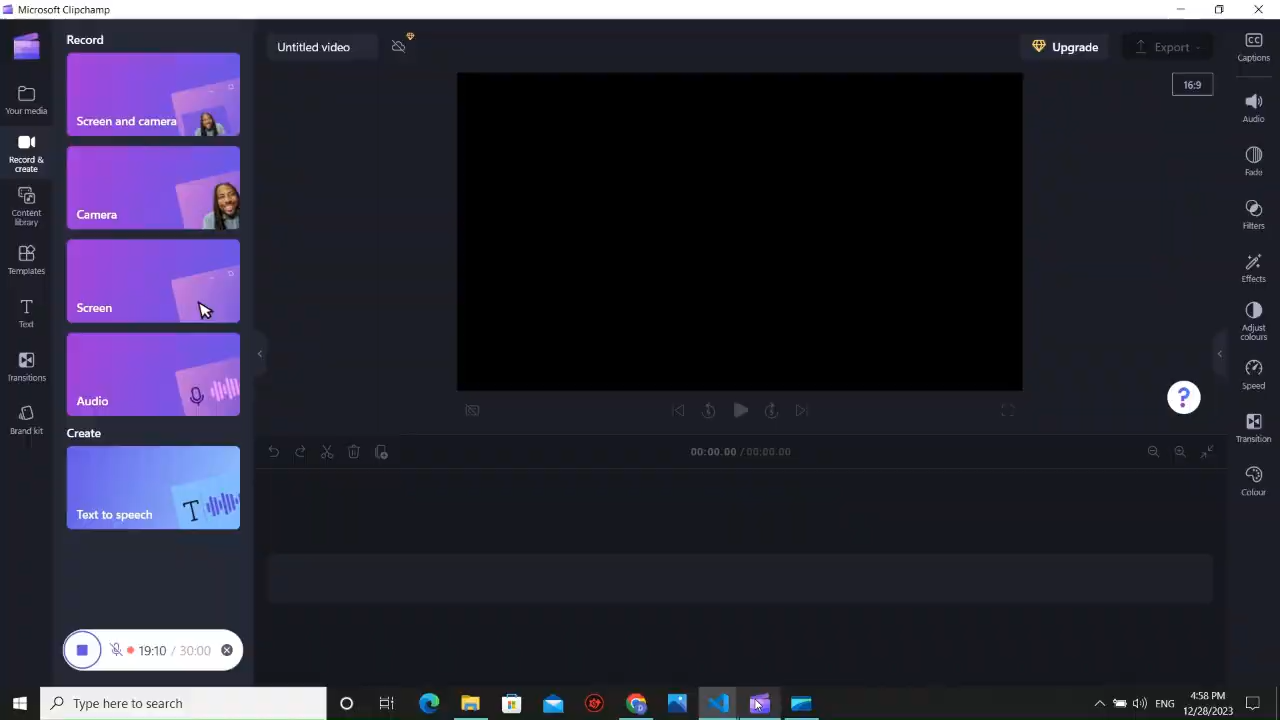 Microsoft Clipchamp
Record
Screen and camera
Camera
Screen
Audio
Create
Text to speech
Your media
Record &
create
Content
library
Templates
Text
Transitions
Brand kit
19:10 / 30:00
Untitled video
Upgrade
Export
16:9
?
00:00.00 / 00:00.00
CC
Captions
Audio
Fade
Filters
Effects
Adjust
colours
Speed
Transition
Colour
Type here to search
ENG
4:58 PM
12/28/2023